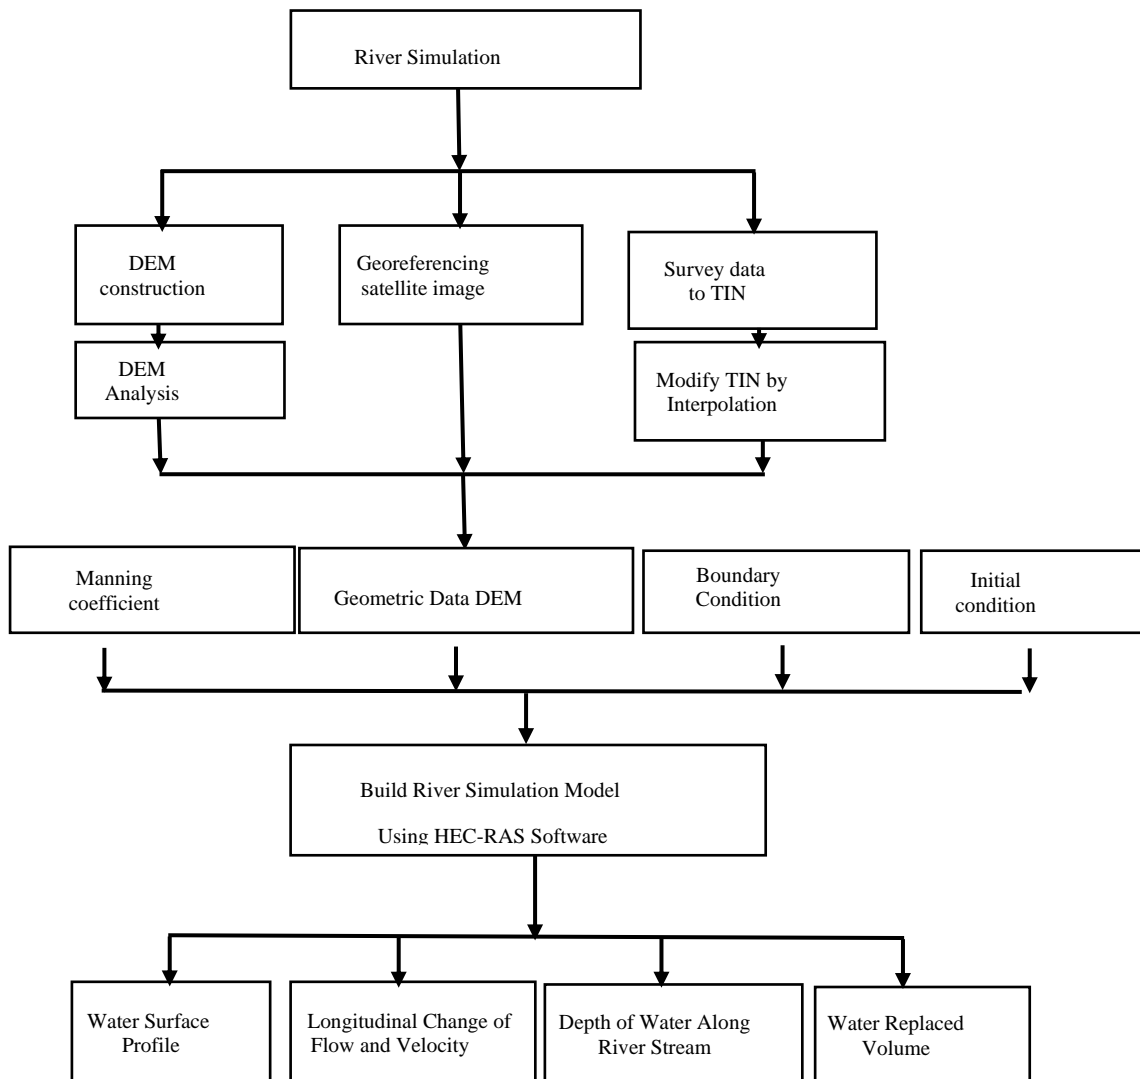 River Simulation
DEM
construction
Georeferencing
satellite image
Survey data
to TIN
DEM
Analysis
Modify TIN by
Interpolation
Manning
coefficient
Geometric Data DEM
Boundary
Condition
Initial
condition
Build River Simulation Model
Using HEC-RAS Software
Water Surface
Profile
Longitudinal Change of
Flow and Velocity
Depth of Water Along
River Stream
Water Replaced
Volume